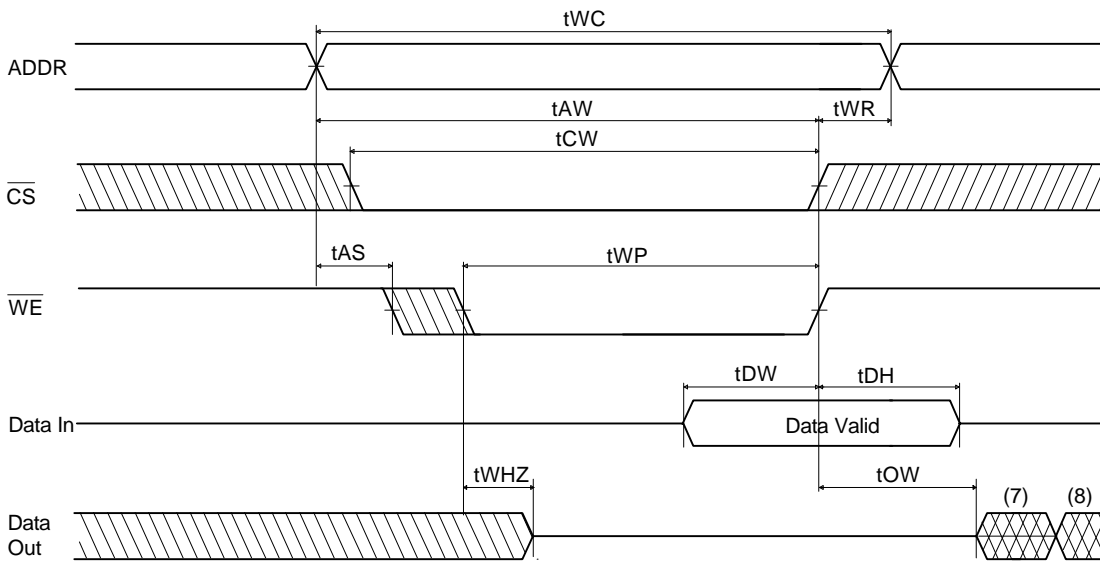 tWC
ADDR
tAW
tWR
tCW
CS
tAS
tWP
WE
tDW
tDH
Data In
Data Valid
tWHZ
tOW
(7)
(8)
Data
Out